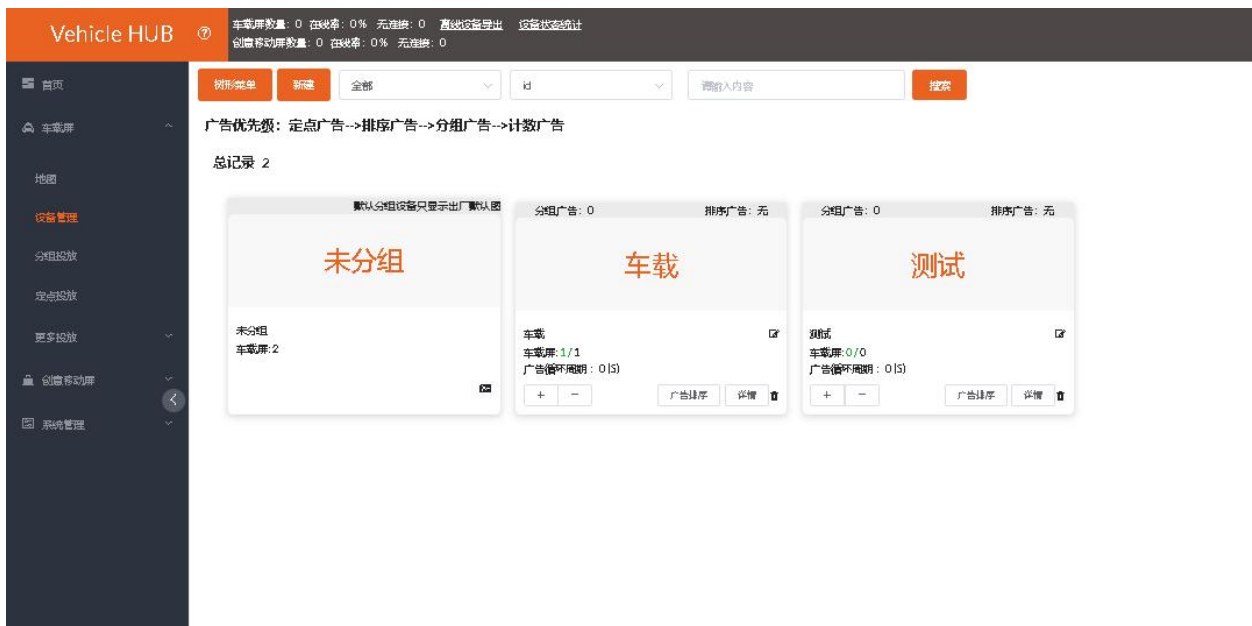 Vehicle HUB
车载屏数量: 0 在线率: 0% 无连接: 0 离线设备导出 设备状态统计
创意移动屏数量: 0 在线率: 0% 无连接: 0
首页
车载屏
地图
设备管理
分组投放
定点投放
更多投放
创意移动屏
系统管理
树形菜单 新建 全部 id 请输入内容 搜索
广告优先级: 定点广告-->排序广告-->分组广告-->计数广告
总记录 2
默认分组设备只显示出厂默认图
未分组
未分组
车载屏:2
分组广告: 0 排序广告: 无
车载
车载
车载屏:1/1
广告循环周期: 0(S)
+ − 广告排序 详情
分组广告: 0 排序广告: 无
测试
测试
车载屏:0/0
广告循环周期: 0(S)
+ − 广告排序 详情